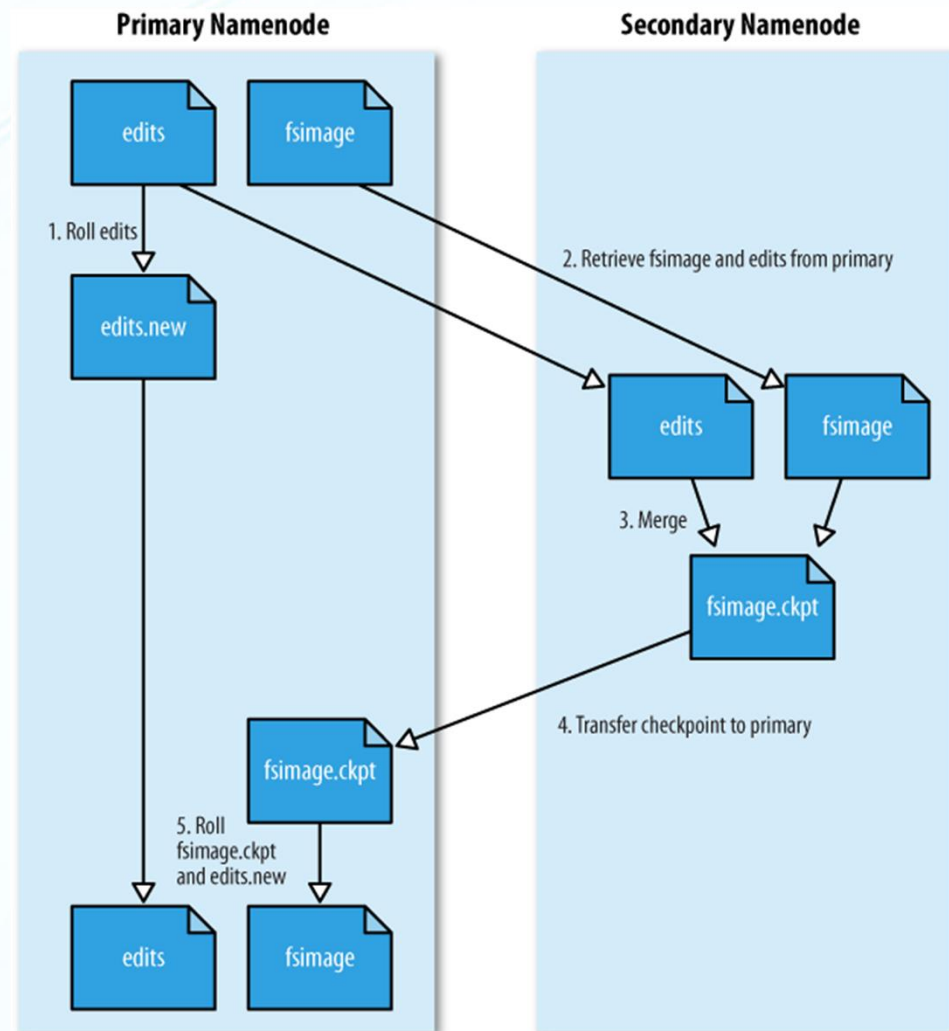 Primary Namenode
Secondary Namenode
edits
fsimage
1. Roll edits
2. Retrieve fsimage and edits from primary
edits.new
edits
fsimage
3. Merge
fsimage.ckpt
4. Transfer checkpoint to primary
fsimage.ckpt
5. Roll
fsimage.ckpt
and edits.new
edits
fsimage